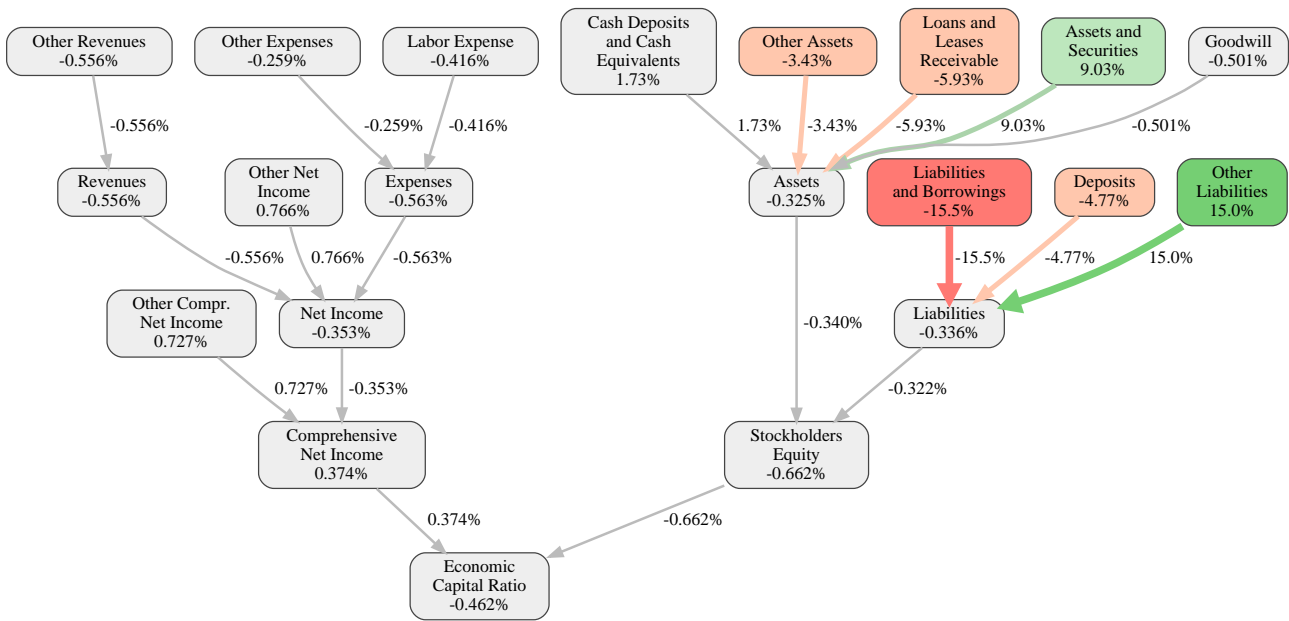 Other Revenues
-0.556%
Other Expenses
-0.259%
Labor Expense
-0.416%
Cash Deposits
and Cash
Equivalents
1.73%
Other Assets
-3.43%
Loans and
Leases
Receivable
-5.93%
Assets and
Securities
9.03%
Goodwill
-0.501%
-0.556%
-0.259%
-0.416%
1.73%
-3.43%
-5.93%
9.03%
-0.501%
Revenues
-0.556%
Other Net
Income
0.766%
Expenses
-0.563%
Assets
-0.325%
Liabilities
and Borrowings
-15.5%
Deposits
-4.77%
Other
Liabilities
15.0%
-0.556%
0.766%
-0.563%
-15.5%
-4.77%
15.0%
Other Compr.
Net Income
0.727%
Net Income
-0.353%
-0.340%
Liabilities
-0.336%
0.727%
-0.353%
-0.322%
Comprehensive
Net Income
0.374%
Stockholders
Equity
-0.662%
0.374%
-0.662%
Economic
Capital Ratio
-0.462%